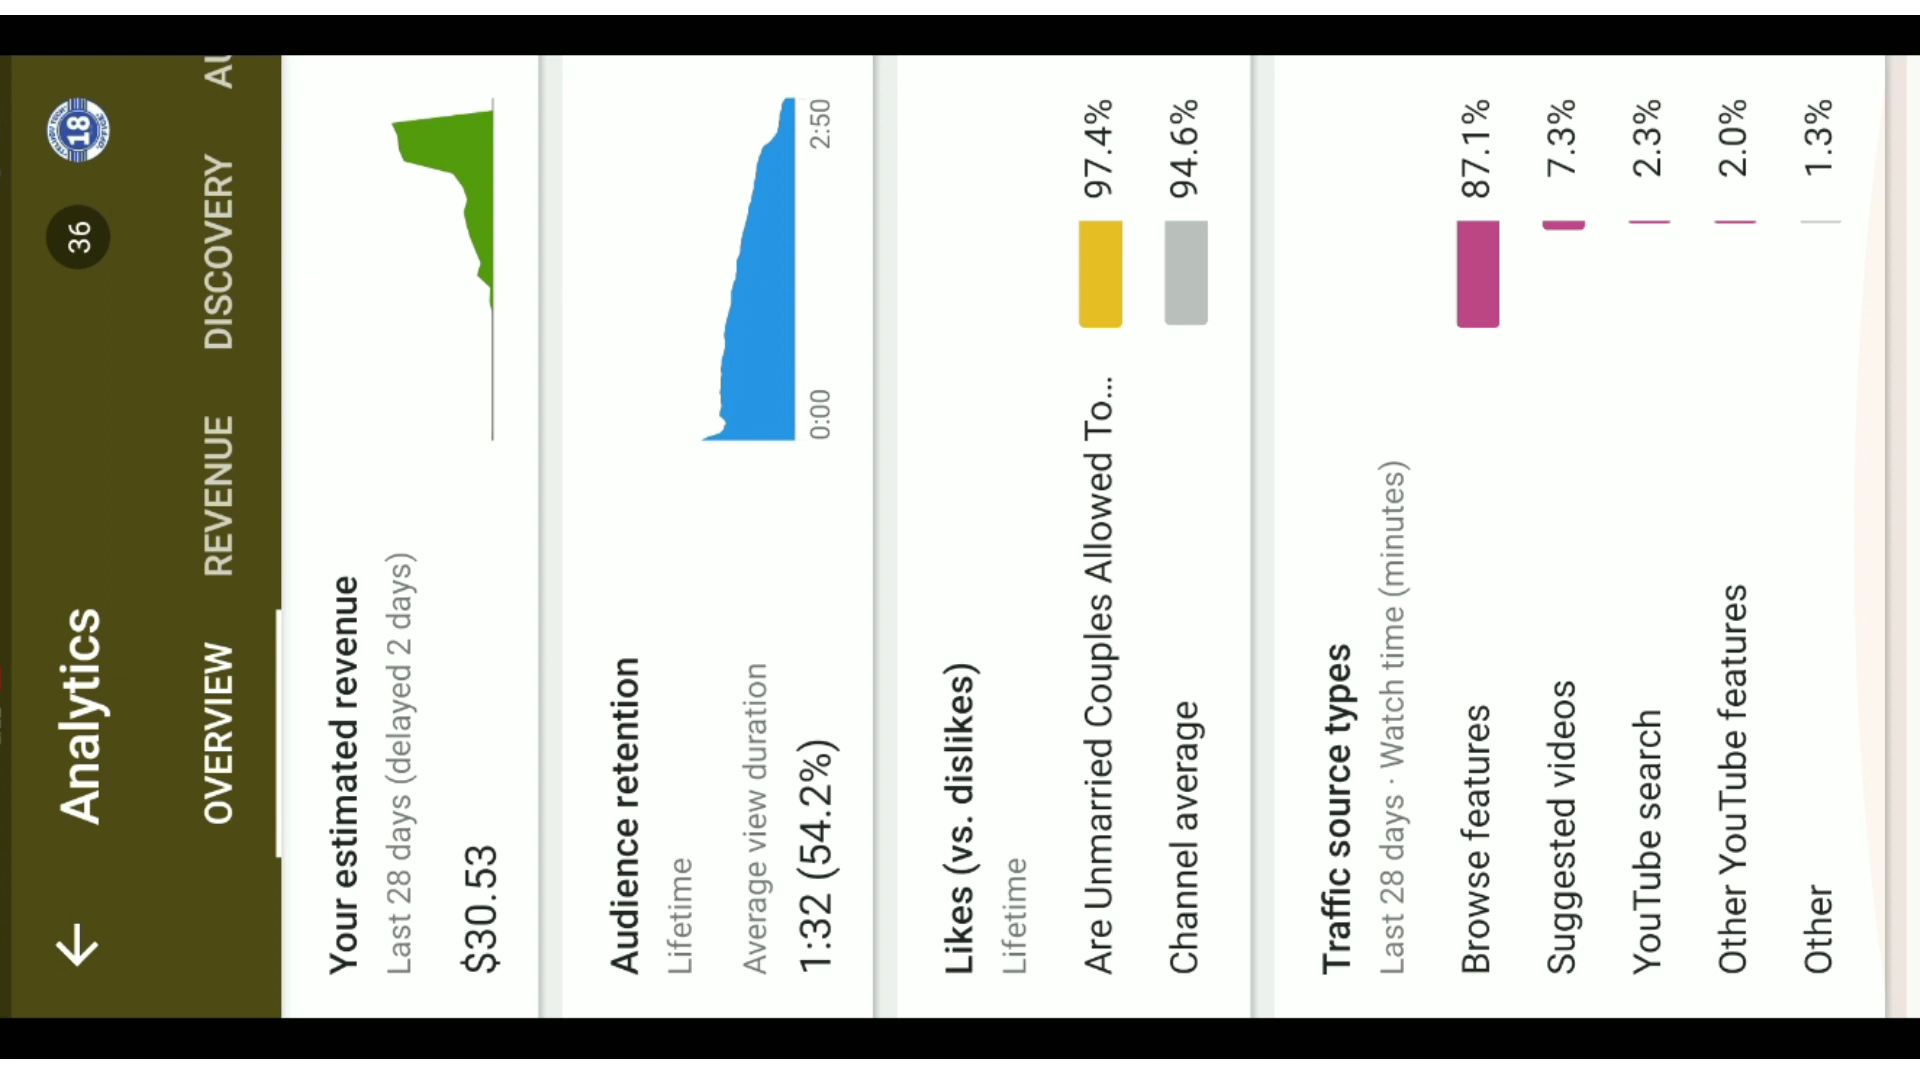 Analytics
36
18
OVERVIEW REVENUE DISCOVERY AU
Your estimated revenue
Last 28 days (delayed 2 days)
$30.53
Audience retention
Lifetime
Average view duration
1:32 (54.2%)
0:00 2:50
Likes (vs. dislikes)
Lifetime
Are Unmarried Couples Allowed To... 97.4%
Channel average 94.6%
Traffic source types
Last 28 days · Watch time (minutes)
Browse features 87.1%
Suggested videos 7.3%
YouTube search 2.3%
Other YouTube features 2.0%
Other 1.3%